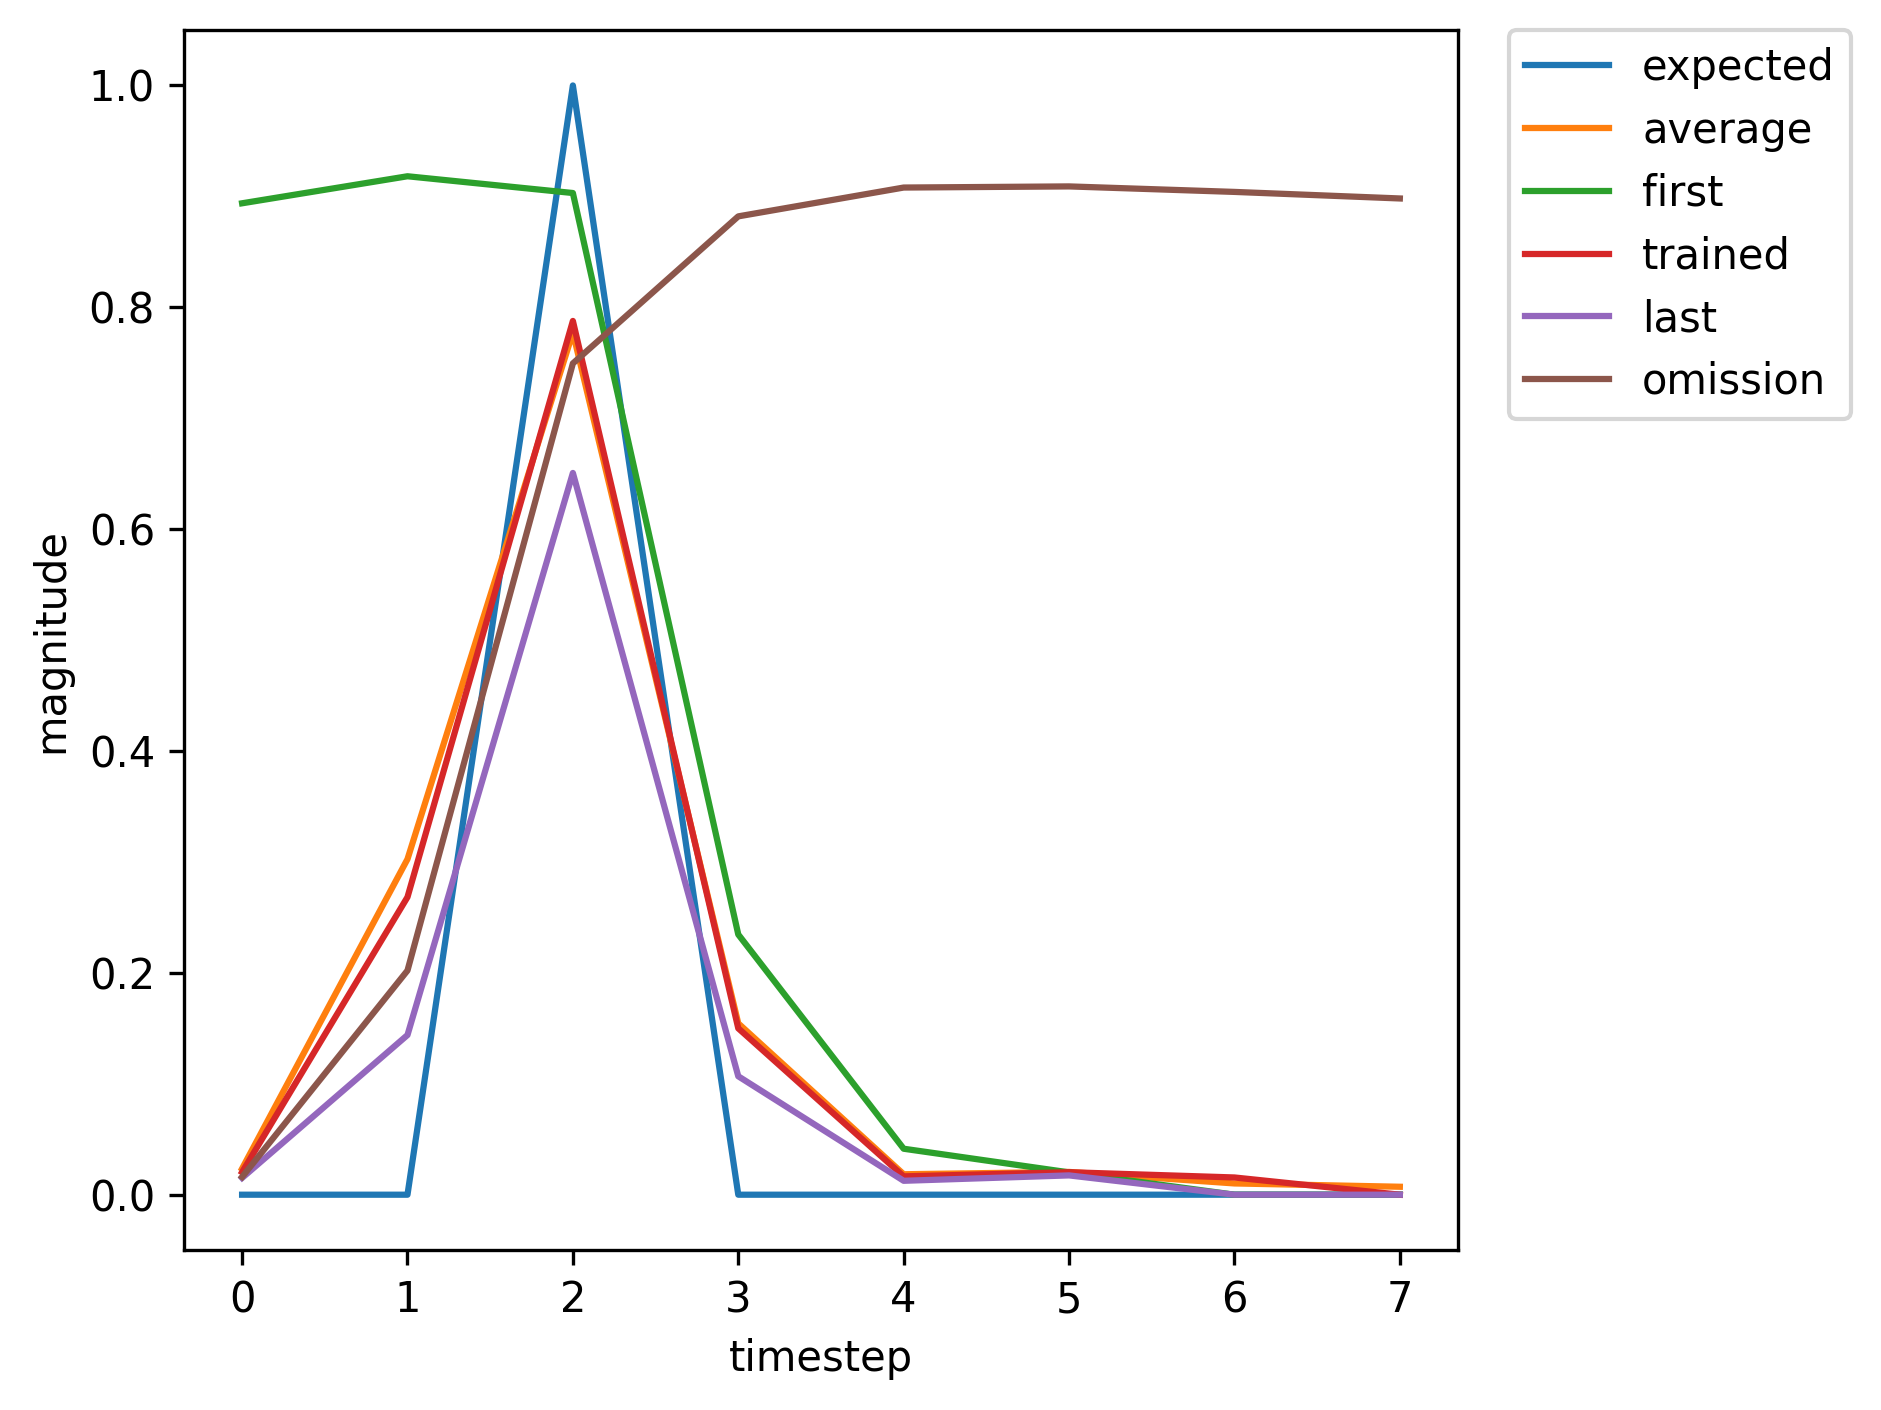 1.0
0.8
0.6
0.4
0.2
0.0
magnitude
0 1 2 3 4 5 6 7
timestep
expected
average
first
trained
last
omission